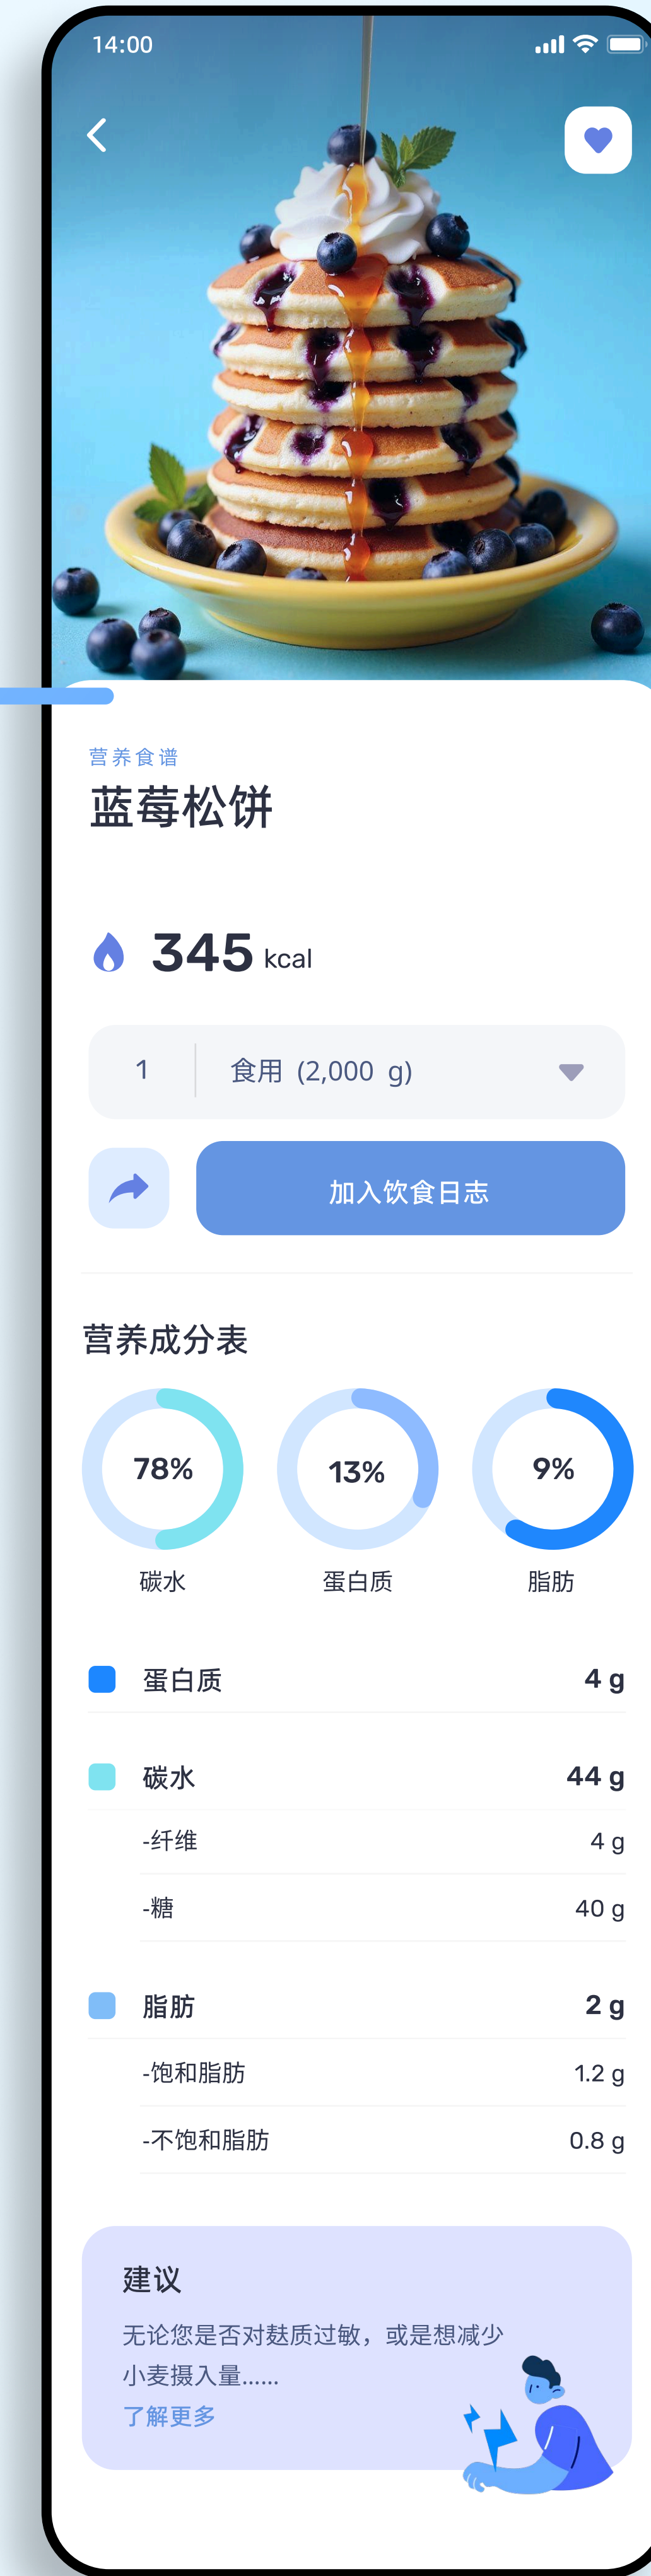 14:00
营养食谱
蓝莓松饼
345 kcal
1 食用 (2,000 g)
加入饮食日志
营养成分表
78% 13% 9%
碳水 蛋白质 脂肪
蛋白质 4 g
碳水 44 g
-纤维 4 g
-糖 40 g
脂肪 2 g
-饱和脂肪 1.2 g
-不饱和脂肪 0.8 g
建议
无论您是否对麸质过敏，或是想减少
小麦摄入量......
了解更多